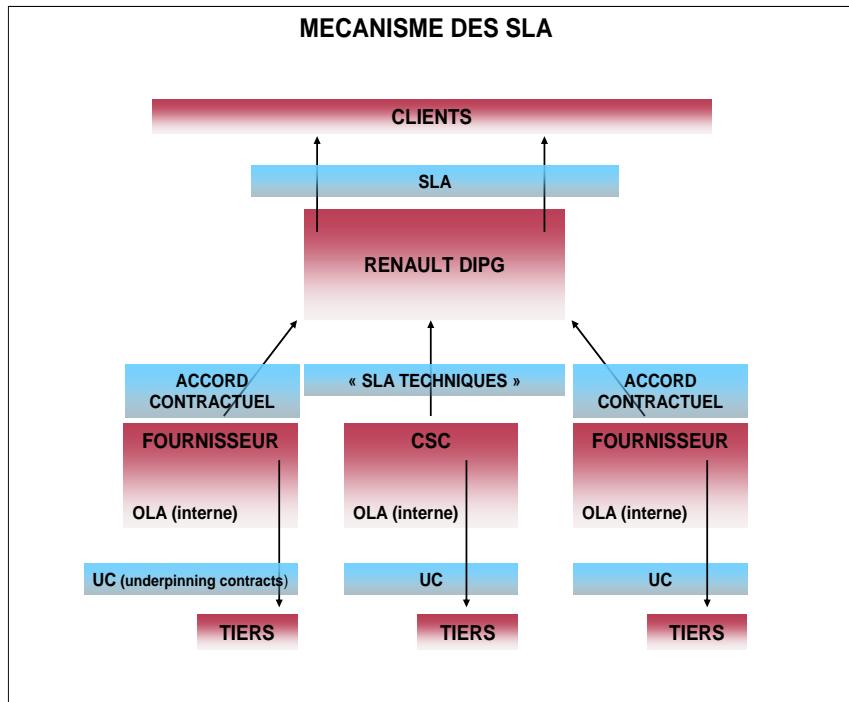 MECANISME DES SLA
CLIENTS
SLA
RENAULT DIPG
ACCORD
CONTRACTUEL
« SLA TECHNIQUES »
ACCORD
CONTRACTUEL
FOURNISSEUR
CSC
FOURNISSEUR
OLA (interne)
OLA (interne)
OLA (interne)
UC (underpinning contracts)
UC
UC
TIERS
TIERS
TIERS